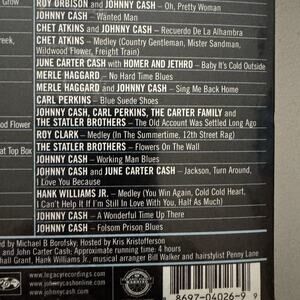 Grow
ROY ORBISON and JOHNNY CASH – Oh, Pretty Woman
JOHNNY CASH – Wanted Man
CHET ATKINS and JOHNNY CASH – Recuerdo De La Alhambra
reek,
CHET ATKINS – Medley (Country Gentleman, Mister Sandman,
Wildwood Flower, Freight Train)
JUNE CARTER CASH with HOMER AND JETHRO – Baby It's Cold Outside
MERLE HAGGARD – No Hard Time Blues
MERLE HAGGARD and JOHNNY CASH – Sing Me Back Home
CARL PERKINS – Blue Suede Shoes
JOHNNY CASH, CARL PERKINS, THE CARTER FAMILY and
d Flower
THE STATLER BROTHERS – The Old Account Was Settled Long Ago
ROY CLARK – Medley (In The Summertime, 12th Street Rag)
at Top Box
THE STATLER BROTHERS – Flowers On The Wall
JOHNNY CASH – Working Man Blues
JOHNNY CASH and JUNE CARTER CASH – Jackson, Turn Around,
I Love You Because
HANK WILLIAMS JR. – Medley (You Win Again, Cold Cold Heart,
I Can't Help It If I'm Still In Love With You, Half As Much)
JOHNNY CASH – A Wonderful Time Up There
JOHNNY CASH – Folsom Prison Blues
ed by Michael B Borofsky; Hosted by Kris Kristofferson
nd John Carter Cash; Approximate running time: 4 hours
shall Grant, Hank Williams Jr., musical arranger Bill Walker and hairstylist Penny Lane
www.legacyrecordings.com
www.johnnycashonline.com
8697-04026-9